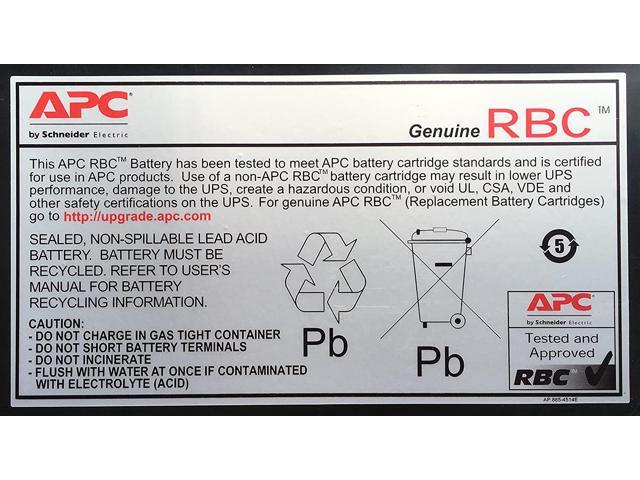 APC
by Schneider Electric
Genuine RBC™
This APC RBC™ Battery has been tested to meet APC battery cartridge standards and is certified
for use in APC products. Use of a non-APC RBC™ battery cartridge may result in lower UPS
performance, damage to the UPS, create a hazardous condition, or void UL, CSA, VDE and
other safety certifications on the UPS. For genuine APC RBC™ (Replacement Battery Cartridges)
go to http://upgrade.apc.com
SEALED, NON-SPILLABLE LEAD ACID
BATTERY. BATTERY MUST BE
RECYCLED. REFER TO USER'S
MANUAL FOR BATTERY
RECYCLING INFORMATION.
CAUTION:
- DO NOT CHARGE IN GAS TIGHT CONTAINER
- DO NOT SHORT BATTERY TERMINALS
- DO NOT INCINERATE
- FLUSH WITH WATER AT ONCE IF CONTAMINATED
WITH ELECTROLYTE (ACID)
Pb
Pb
5
APC
by Schneider Electric
Tested and
Approved
RBC™
AP 885-4514E